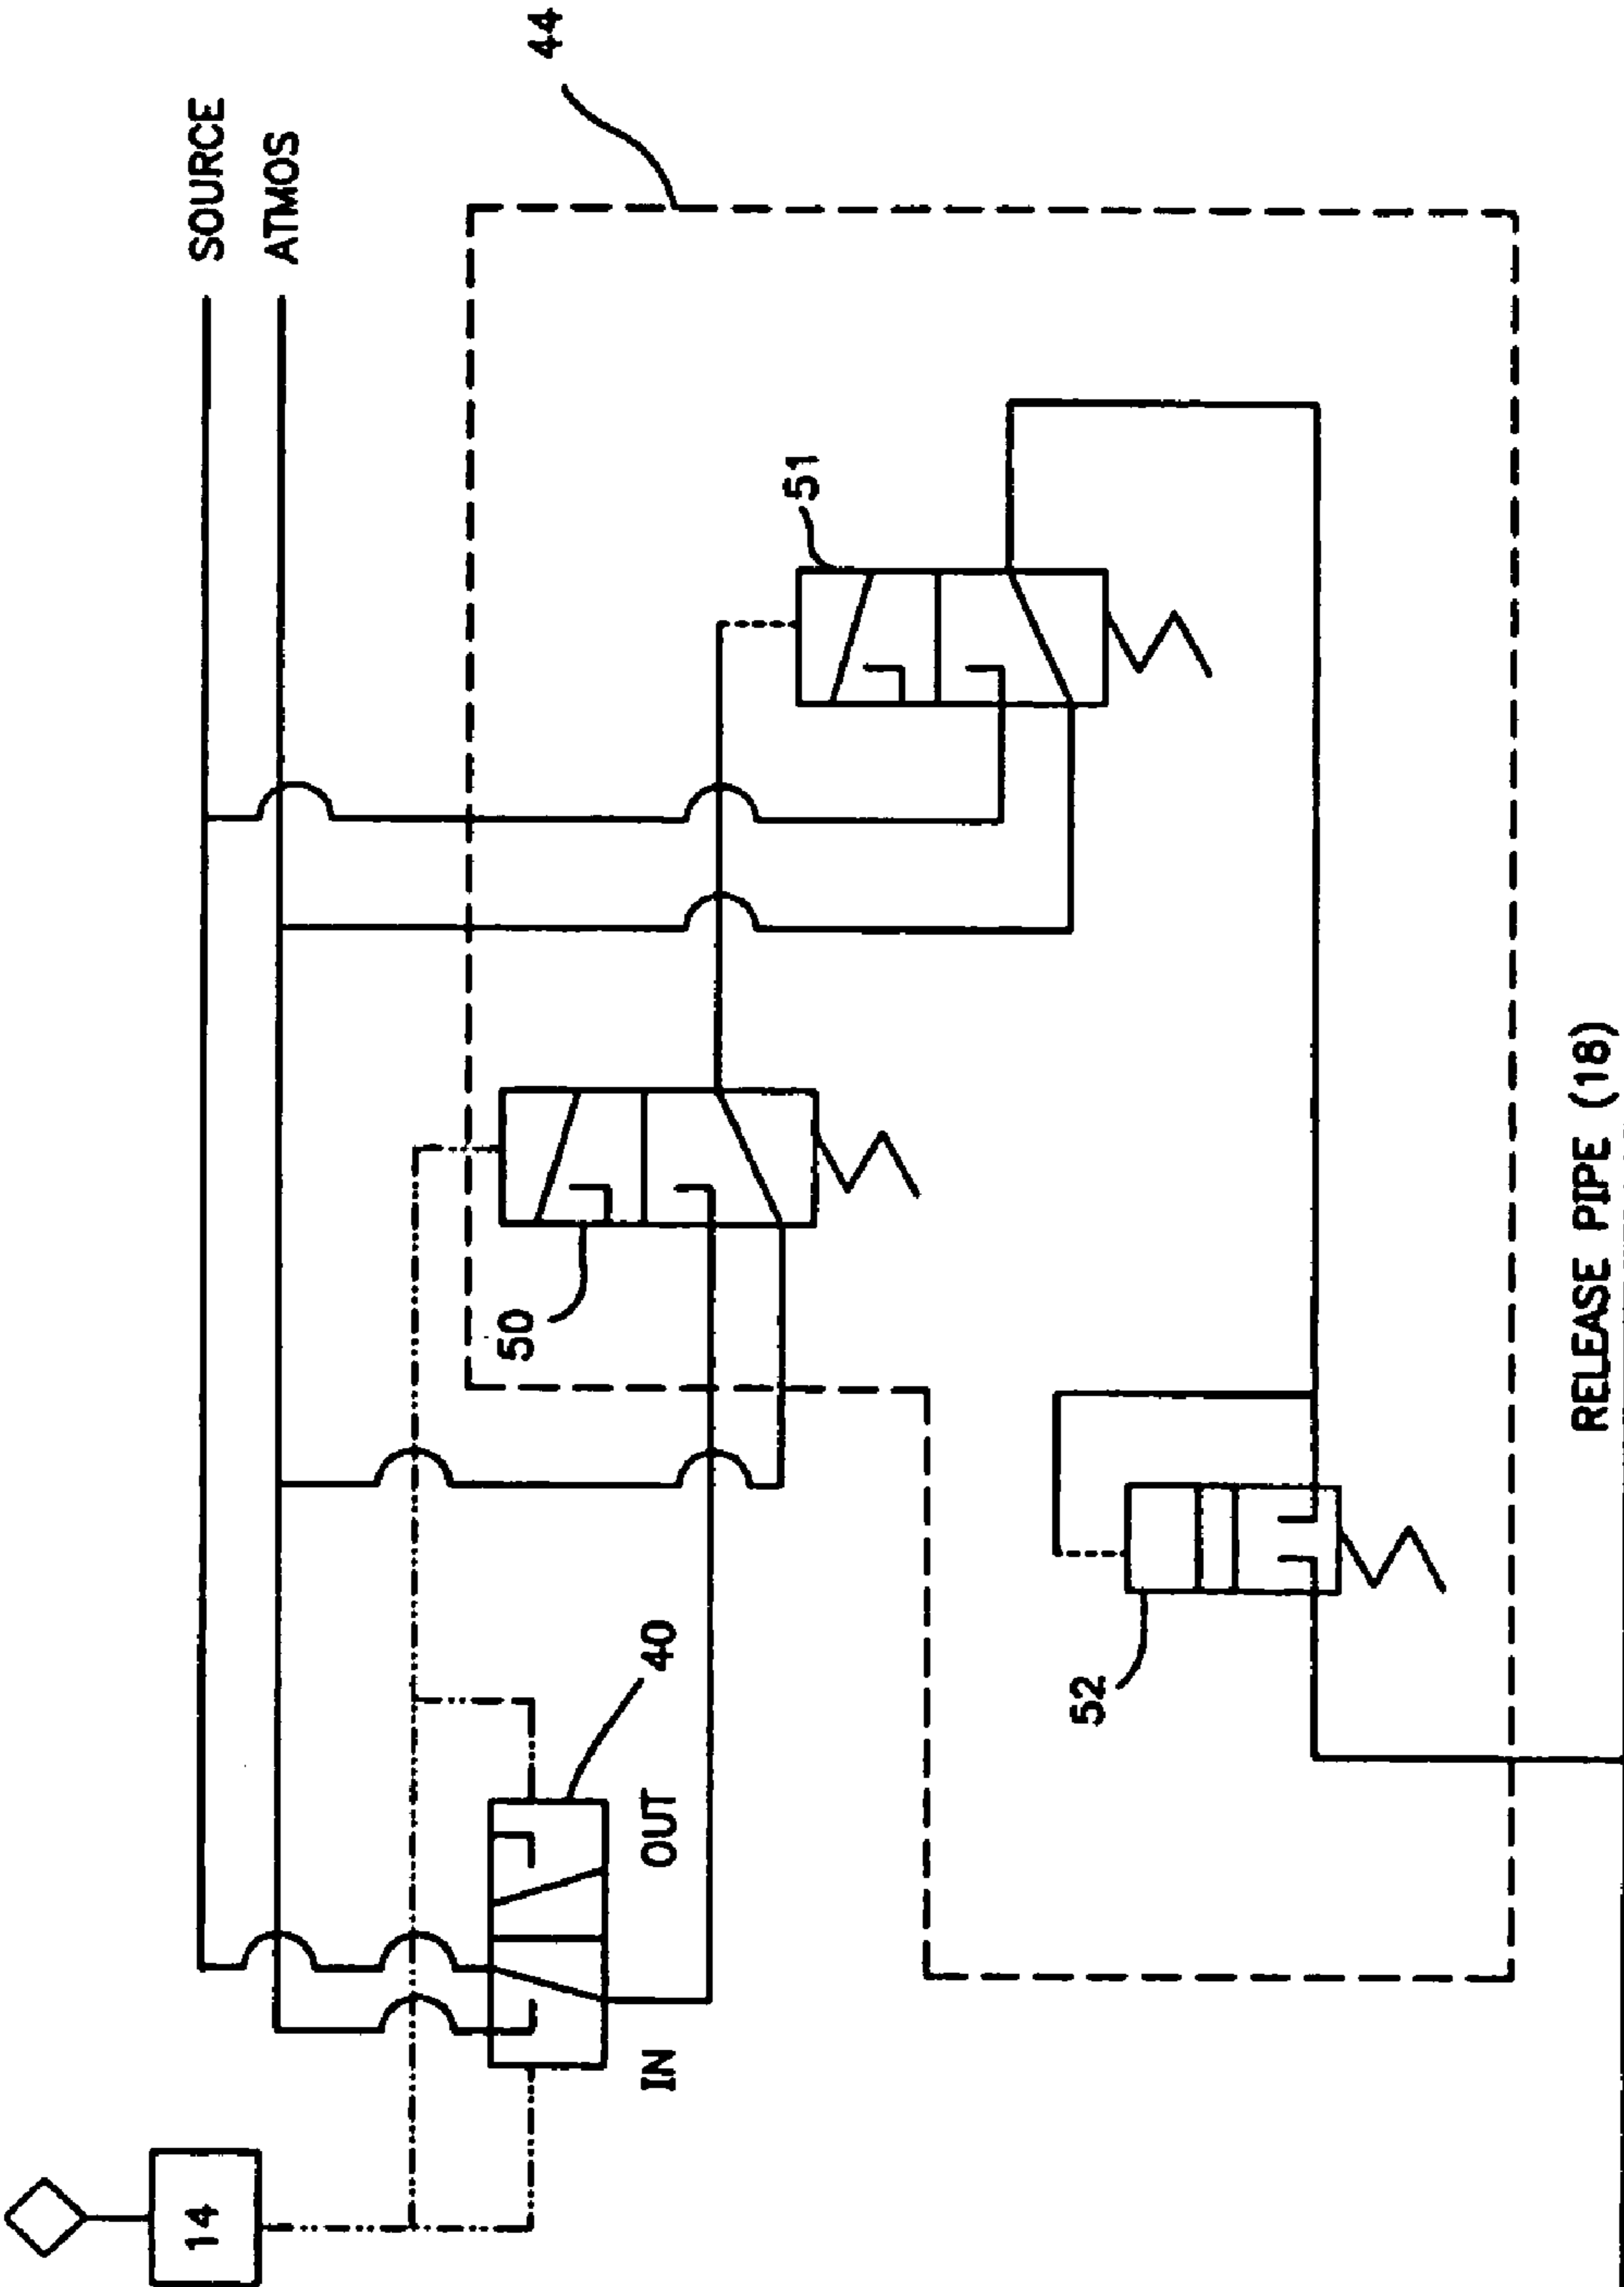 SOURCE
ATMOS
44
51
50
40
OUT
IN
14
52
RELEASE PIPE (18)